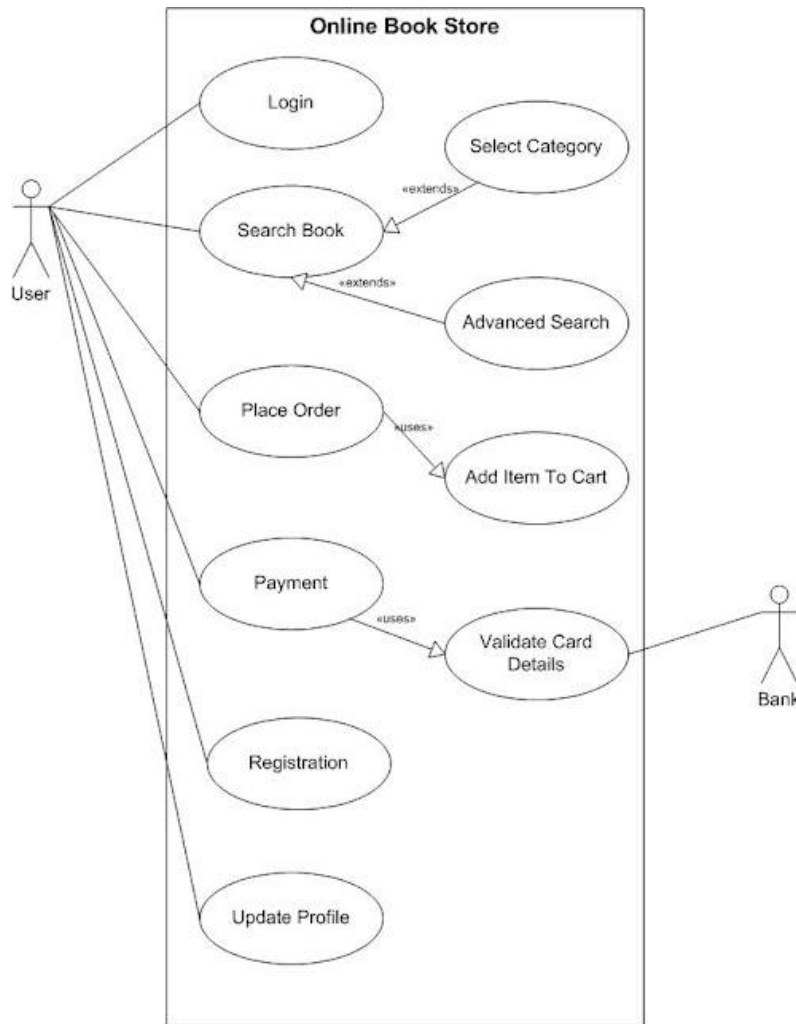 Online Book Store
Login
Select Category
«extends»
Search Book
User
«extends»
Advanced Search
Place Order
«uses»
Add Item To Cart
Payment
«uses»
Validate Card
Details
Bank
Registration
Update Profile